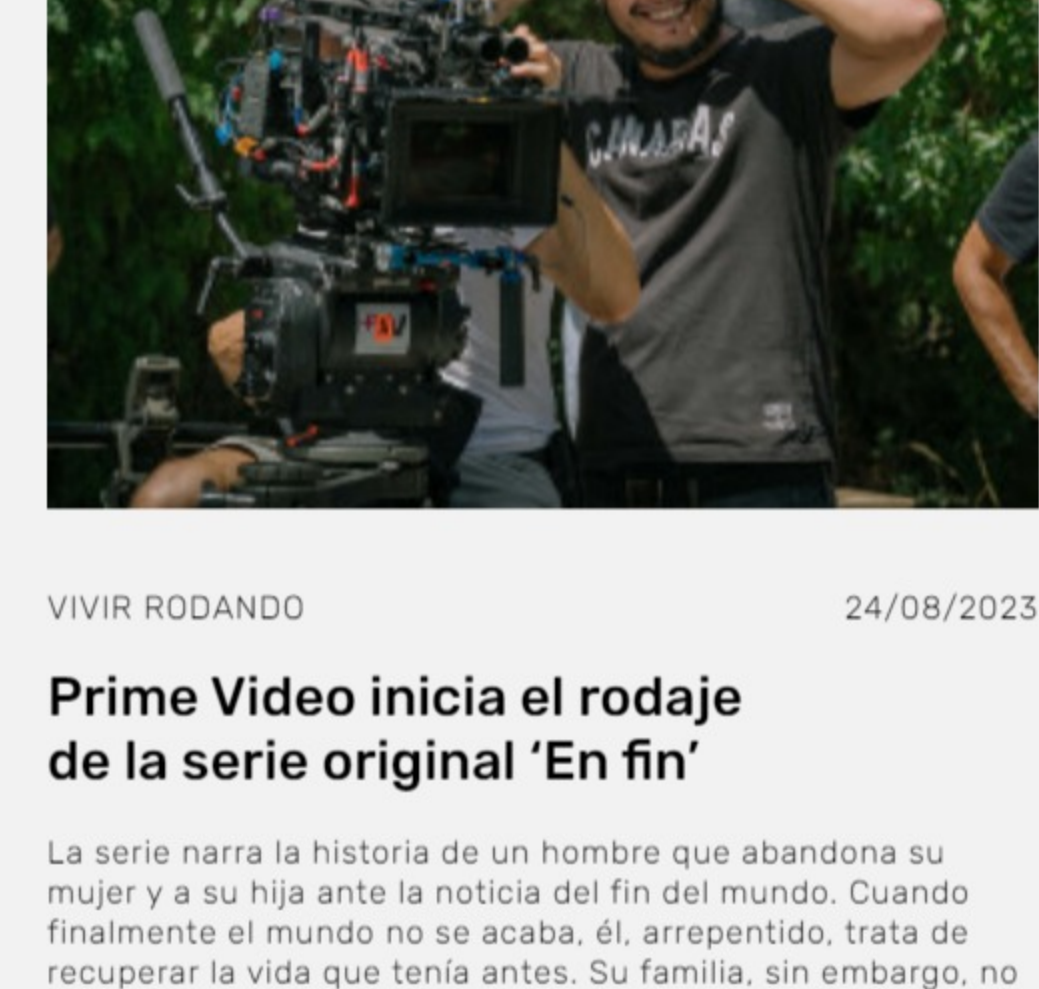 CÁMARAS
FAV
VIVIR RODANDO
24/08/2023
Prime Video inicia el rodaje
de la serie original ‘En fin’
La serie narra la historia de un hombre que abandona su
mujer y a su hija ante la noticia del fin del mundo. Cuando
finalmente el mundo no se acaba, él, arrepentido, trata de
recuperar la vida que tenía antes. Su familia, sin embargo, no